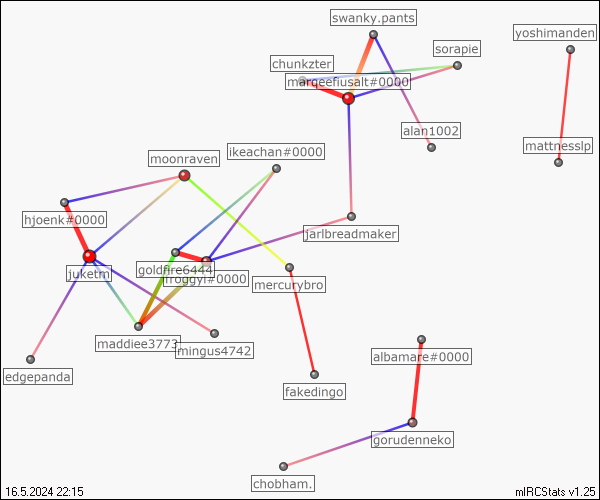 swanky.pants
yoshimanden
sorapie
chunkzter
marqeefiusalt#0000
alan1002
mattnesslp
ikeachan#0000
moonraven
hjoenk#0000
jarlbreadmaker
goldfire6444
juketm
froggyf#0000
mercurybro
maddiee3773
mingus4742
albamare#0000
edgepanda
fakedingo
gorudenneko
chobham.
16.5.2024 22:15
mIRCStats v1.25